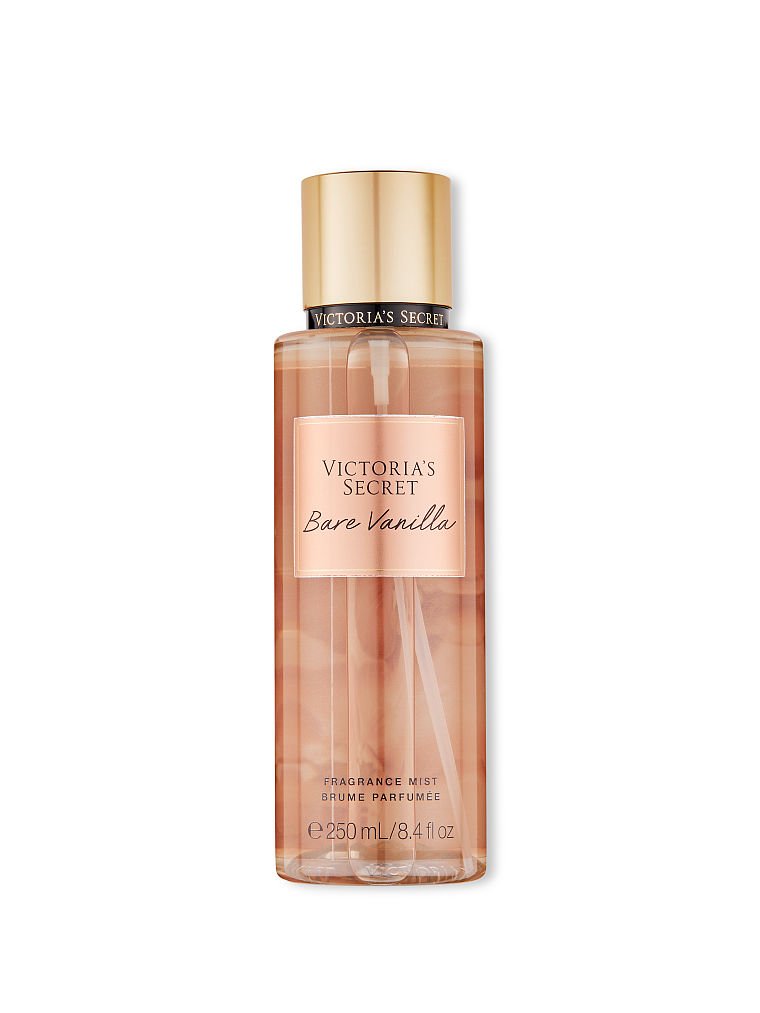 VICTORIA'S SECRET
VICTORIA'S
SECRET
Bare Vanilla
FRAGRANCE MIST
BRUME PARFUMÉE
℮ 250 mL/8.4 fl oz